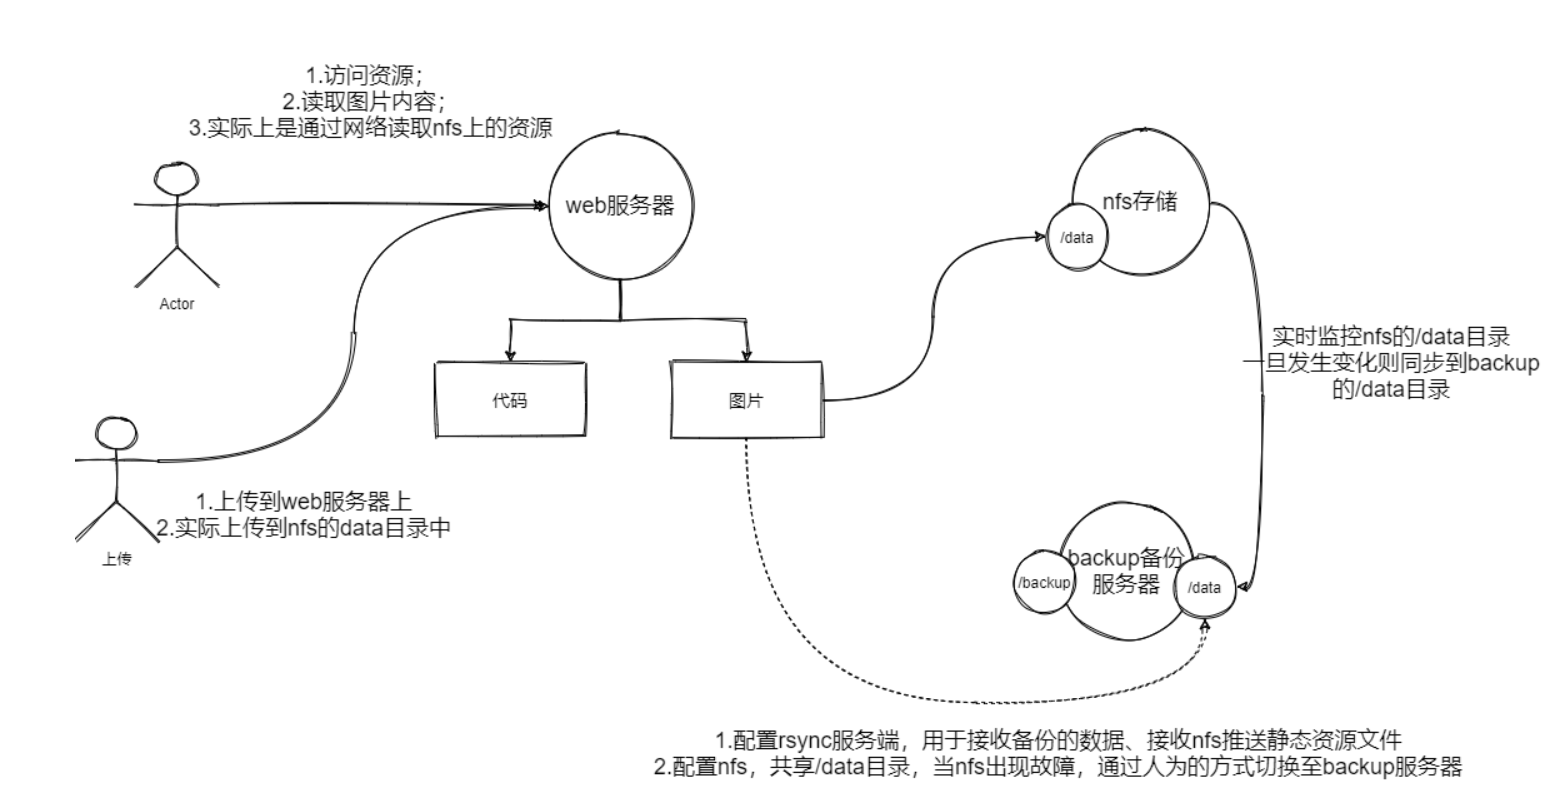 1.访问资源；
2.读取图片内容；
3.实际上是通过网络读取nfs上的资源
Actor
web服务器
代码
图片
nfs存储
/data
实时监控nfs的/data目录
一旦发生变化则同步到backup
的/data目录
1.上传到web服务器上
2.实际上传到nfs的data目录中
上传
backup备份
服务器
/backup
/data
1.配置rsync服务端，用于接收备份的数据、接收nfs推送静态资源文件
2.配置nfs，共享/data目录，当nfs出现故障，通过人为的方式切换至backup服务器